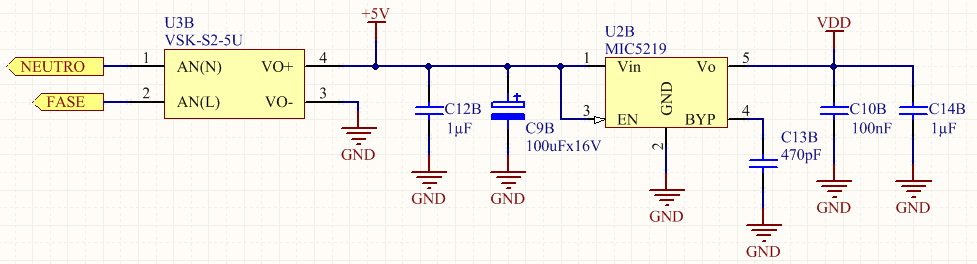 U3B
VSK-S2-5U
NEUTRO
FASE
1
2
AN(N)
AN(L)
VO+
VO-
4
3
GND
+5V
C12B
1µF
GND
C9B
100uFx16V
GND
U2B
MIC5219
1
3
Vin
EN
GND
Vo
BYP
2
5
4
GND
C13B
470pF
GND
VDD
C10B
100nF
GND
C14B
1µF
GND